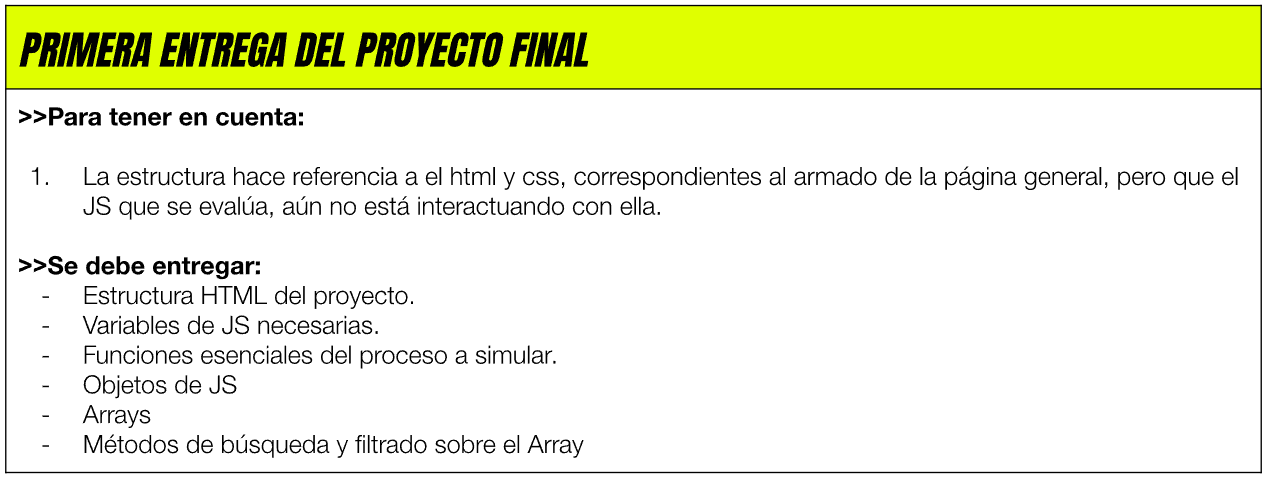 PRIMERA ENTREGA DEL PROYECTO FINAL
>>Para tener en cuenta:
1. La estructura hace referencia a el html y css, correspondientes al armado de la página general, pero que el
JS que se evalúa, aún no está interactuando con ella.
>>Se debe entregar:
- Estructura HTML del proyecto.
- Variables de JS necesarias.
- Funciones esenciales del proceso a simular.
- Objetos de JS
- Arrays
- Métodos de búsqueda y filtrado sobre el Array